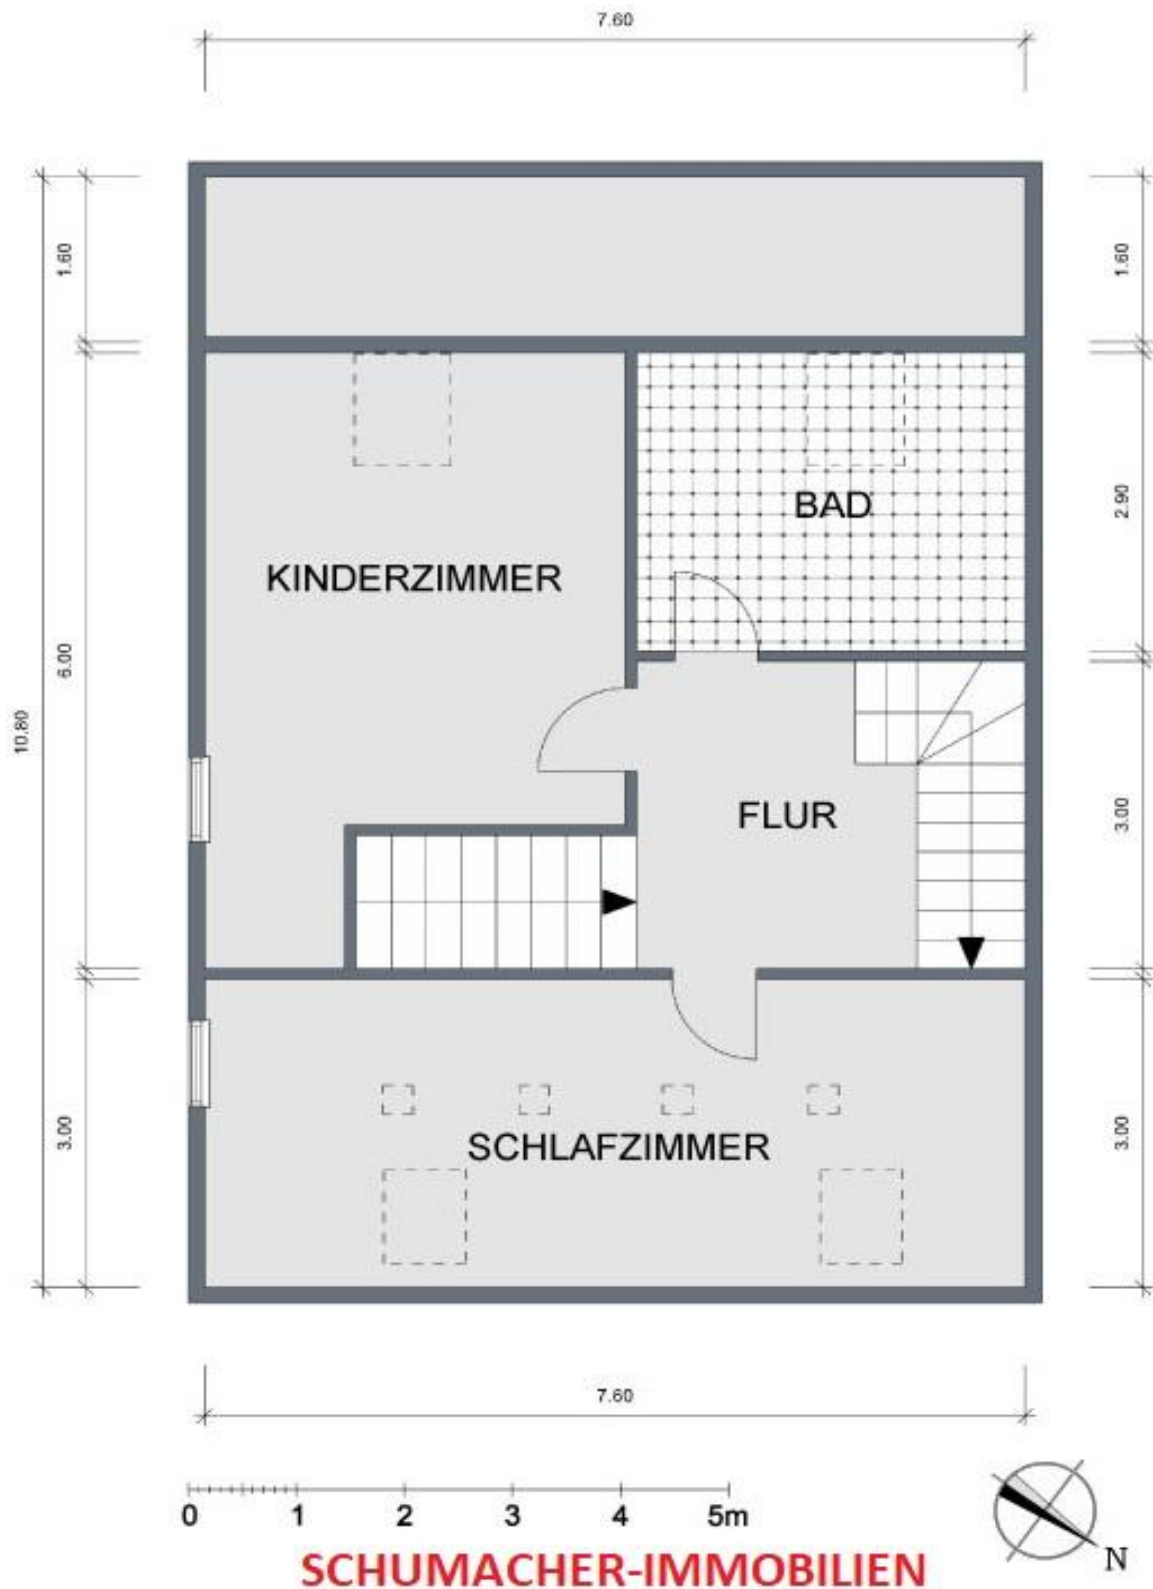 7.60
1.60
1.60
BAD
2.90
KINDERZIMMER
6.00
10.80
FLUR
3.00
3.00
SCHLAFZIMMER
3.00
7.60
0 1 2 3 4 5m
N
SCHUMACHER-IMMOBILIEN